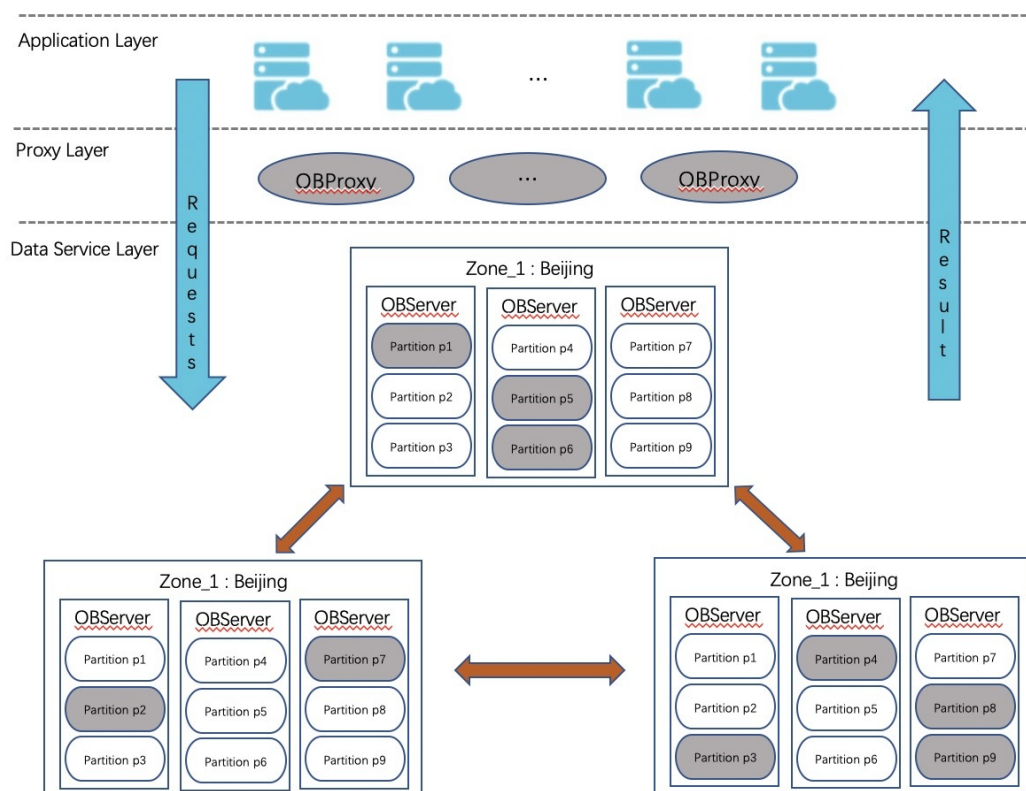 Application Layer
...
Proxy Layer
OBProxy
...
OBProxy
Requests
Result
Data Service Layer
Zone_1 : Beijing
OBServer
Partition p1
Partition p2
Partition p3
OBServer
Partition p4
Partition p5
Partition p6
OBServer
Partition p7
Partition p8
Partition p9
Zone_1 : Beijing
OBServer
Partition p1
Partition p2
Partition p3
OBServer
Partition p4
Partition p5
Partition p6
OBServer
Partition p7
Partition p8
Partition p9
Zone_1 : Beijing
OBServer
Partition p1
Partition p2
Partition p3
OBServer
Partition p4
Partition p5
Partition p6
OBServer
Partition p7
Partition p8
Partition p9